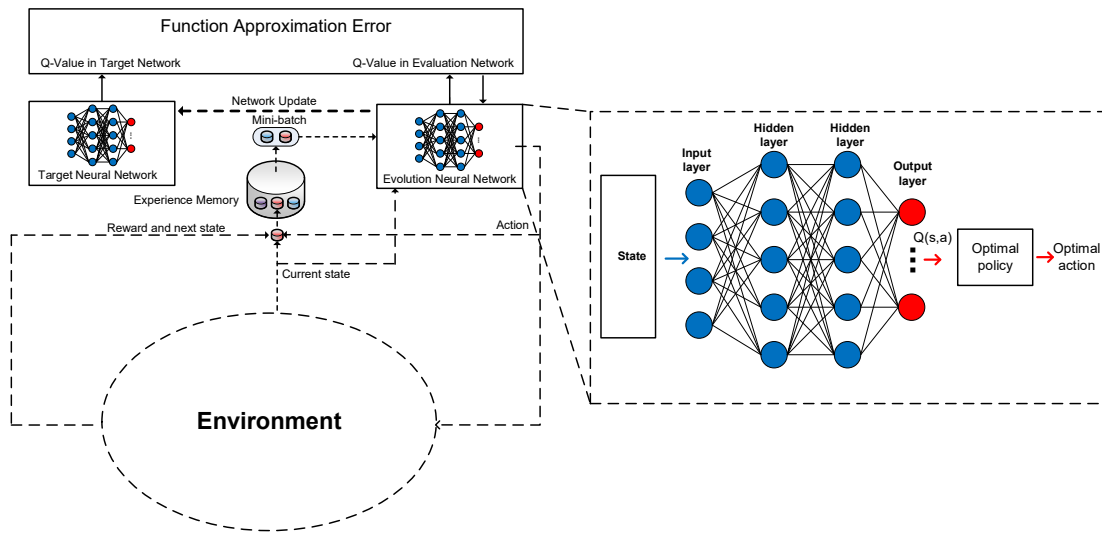 Function Approximation Error
Q-Value in Target Network
Q-Value in Evaluation Network
Network Update
Mini-batch
Target Neural Network
Evolution Neural Network
Experience Memory
Reward and next state
Action
Current state
Environment
State
Input
layer
Hidden
layer
Hidden
layer
Output
layer
Q(s,a)
Optimal
policy
Optimal
action